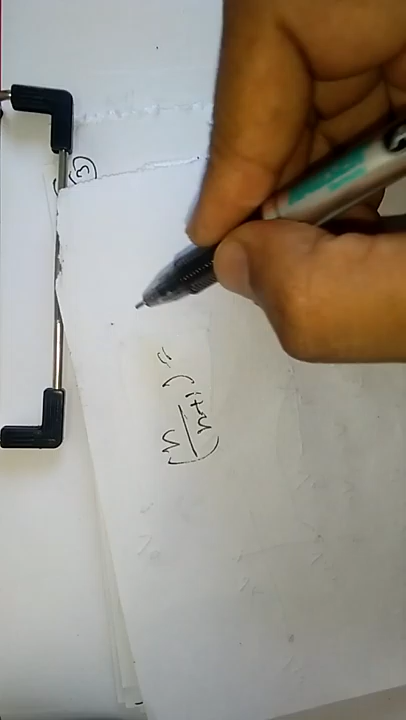 ③
= (1+n / n)